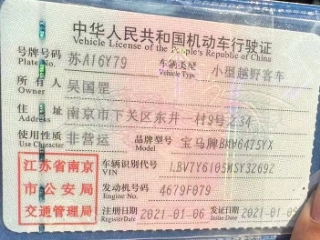 中华人民共和国机动车行驶证
Vehicle License of the People's Republic of China
号牌号码 苏A16Y79 车辆类型 小型越野客车
Plate No. Vehicle Type
所有人 吴国罡
Owner
住址 南京市下关区东井一村9号234
Address
使用性质 非营运 品牌型号 宝马牌BMW6475YX
Use Character Model
江苏省南京市公安局交通管理局
车辆识别代号 LBV7Y6105MSY32692
VIN
发动机号码 4679F079
Engine No.
注册日期 2021-01-06 发证日期 2021-01-0
Register Date Issue Date